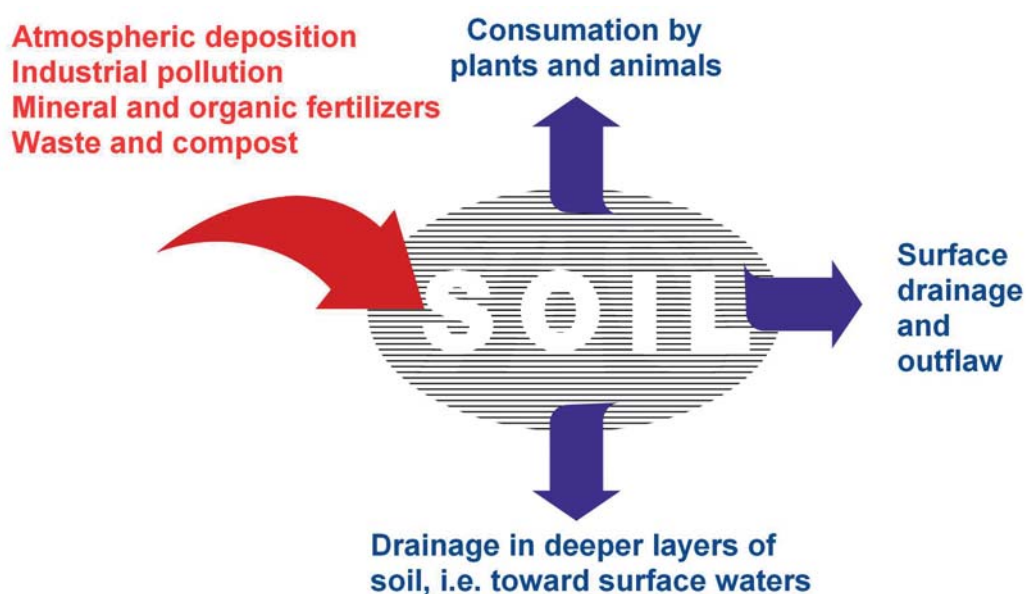 Atmospheric deposition
Industrial pollution
Mineral and organic fertilizers
Waste and compost
Consumation by
plants and animals
SOIL
Surface
drainage
and
outflaw
Drainage in deeper layers of
soil, i.e. toward surface waters